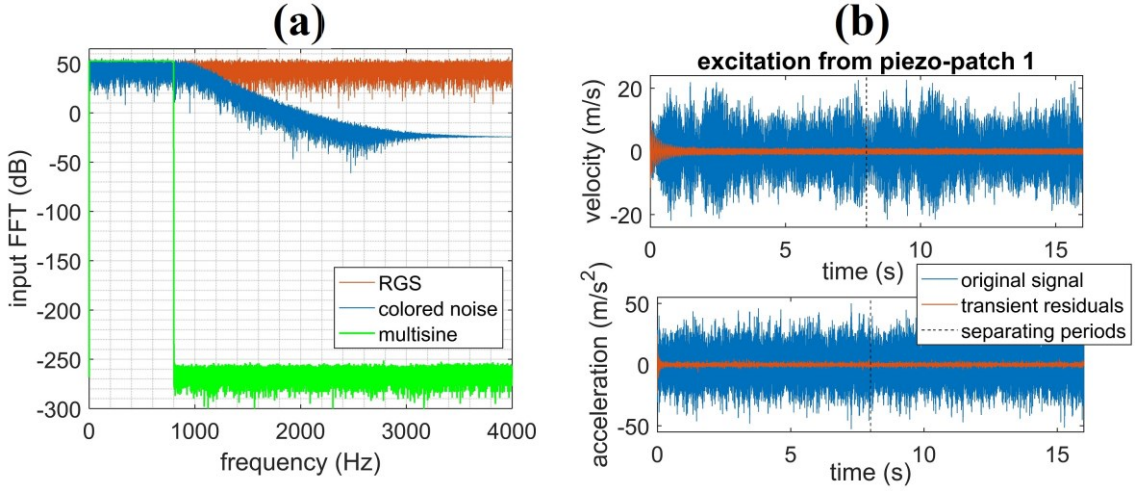 (a)
input FFT (dB)
50
0
-50
-100
-150
-200
-250
-300
RGS
colored noise
multisine
0
1000
2000
3000
4000
frequency (Hz)
(b)
excitation from piezo-patch 1
velocity (m/s)
20
0
-20
0
5
10
15
time (s)
original signal
transient residuals
separating periods
acceleration (m/s²)
50
0
-50
0
5
10
15
time (s)